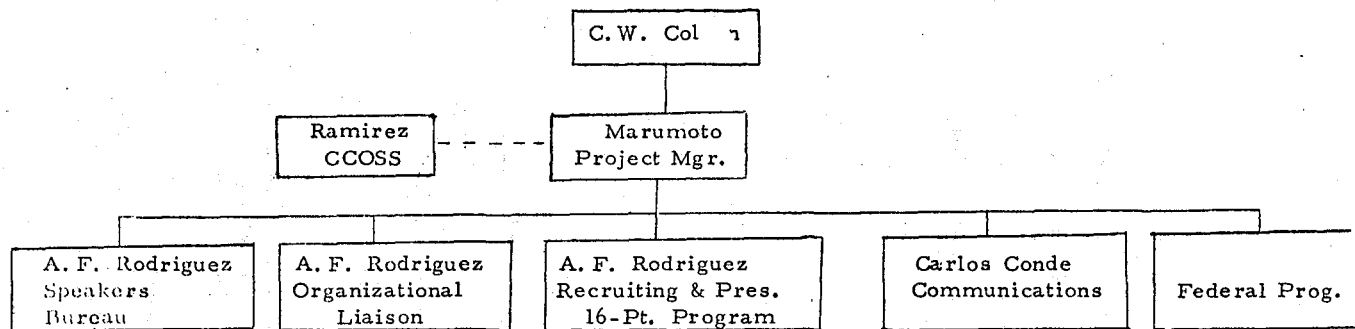 C. W.
Ramirez
CCOSS
Marumoto
Project Mgr.
A. F. Rodriguez
Speakers
Bureau
A. F. Rodriguez
Organizational
Liaison
A. F. Rodriguez
Recruiting & Pres.
16-Pt. Program
Carlos Conde
Communications
Federal Prog.